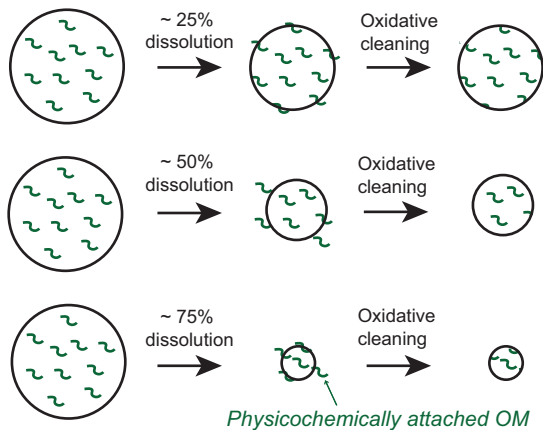 ~ 25%
dissolution
Oxidative
cleaning
~ 50%
dissolution
Oxidative
cleaning
~ 75%
dissolution
Oxidative
cleaning
Physicochemically attached OM